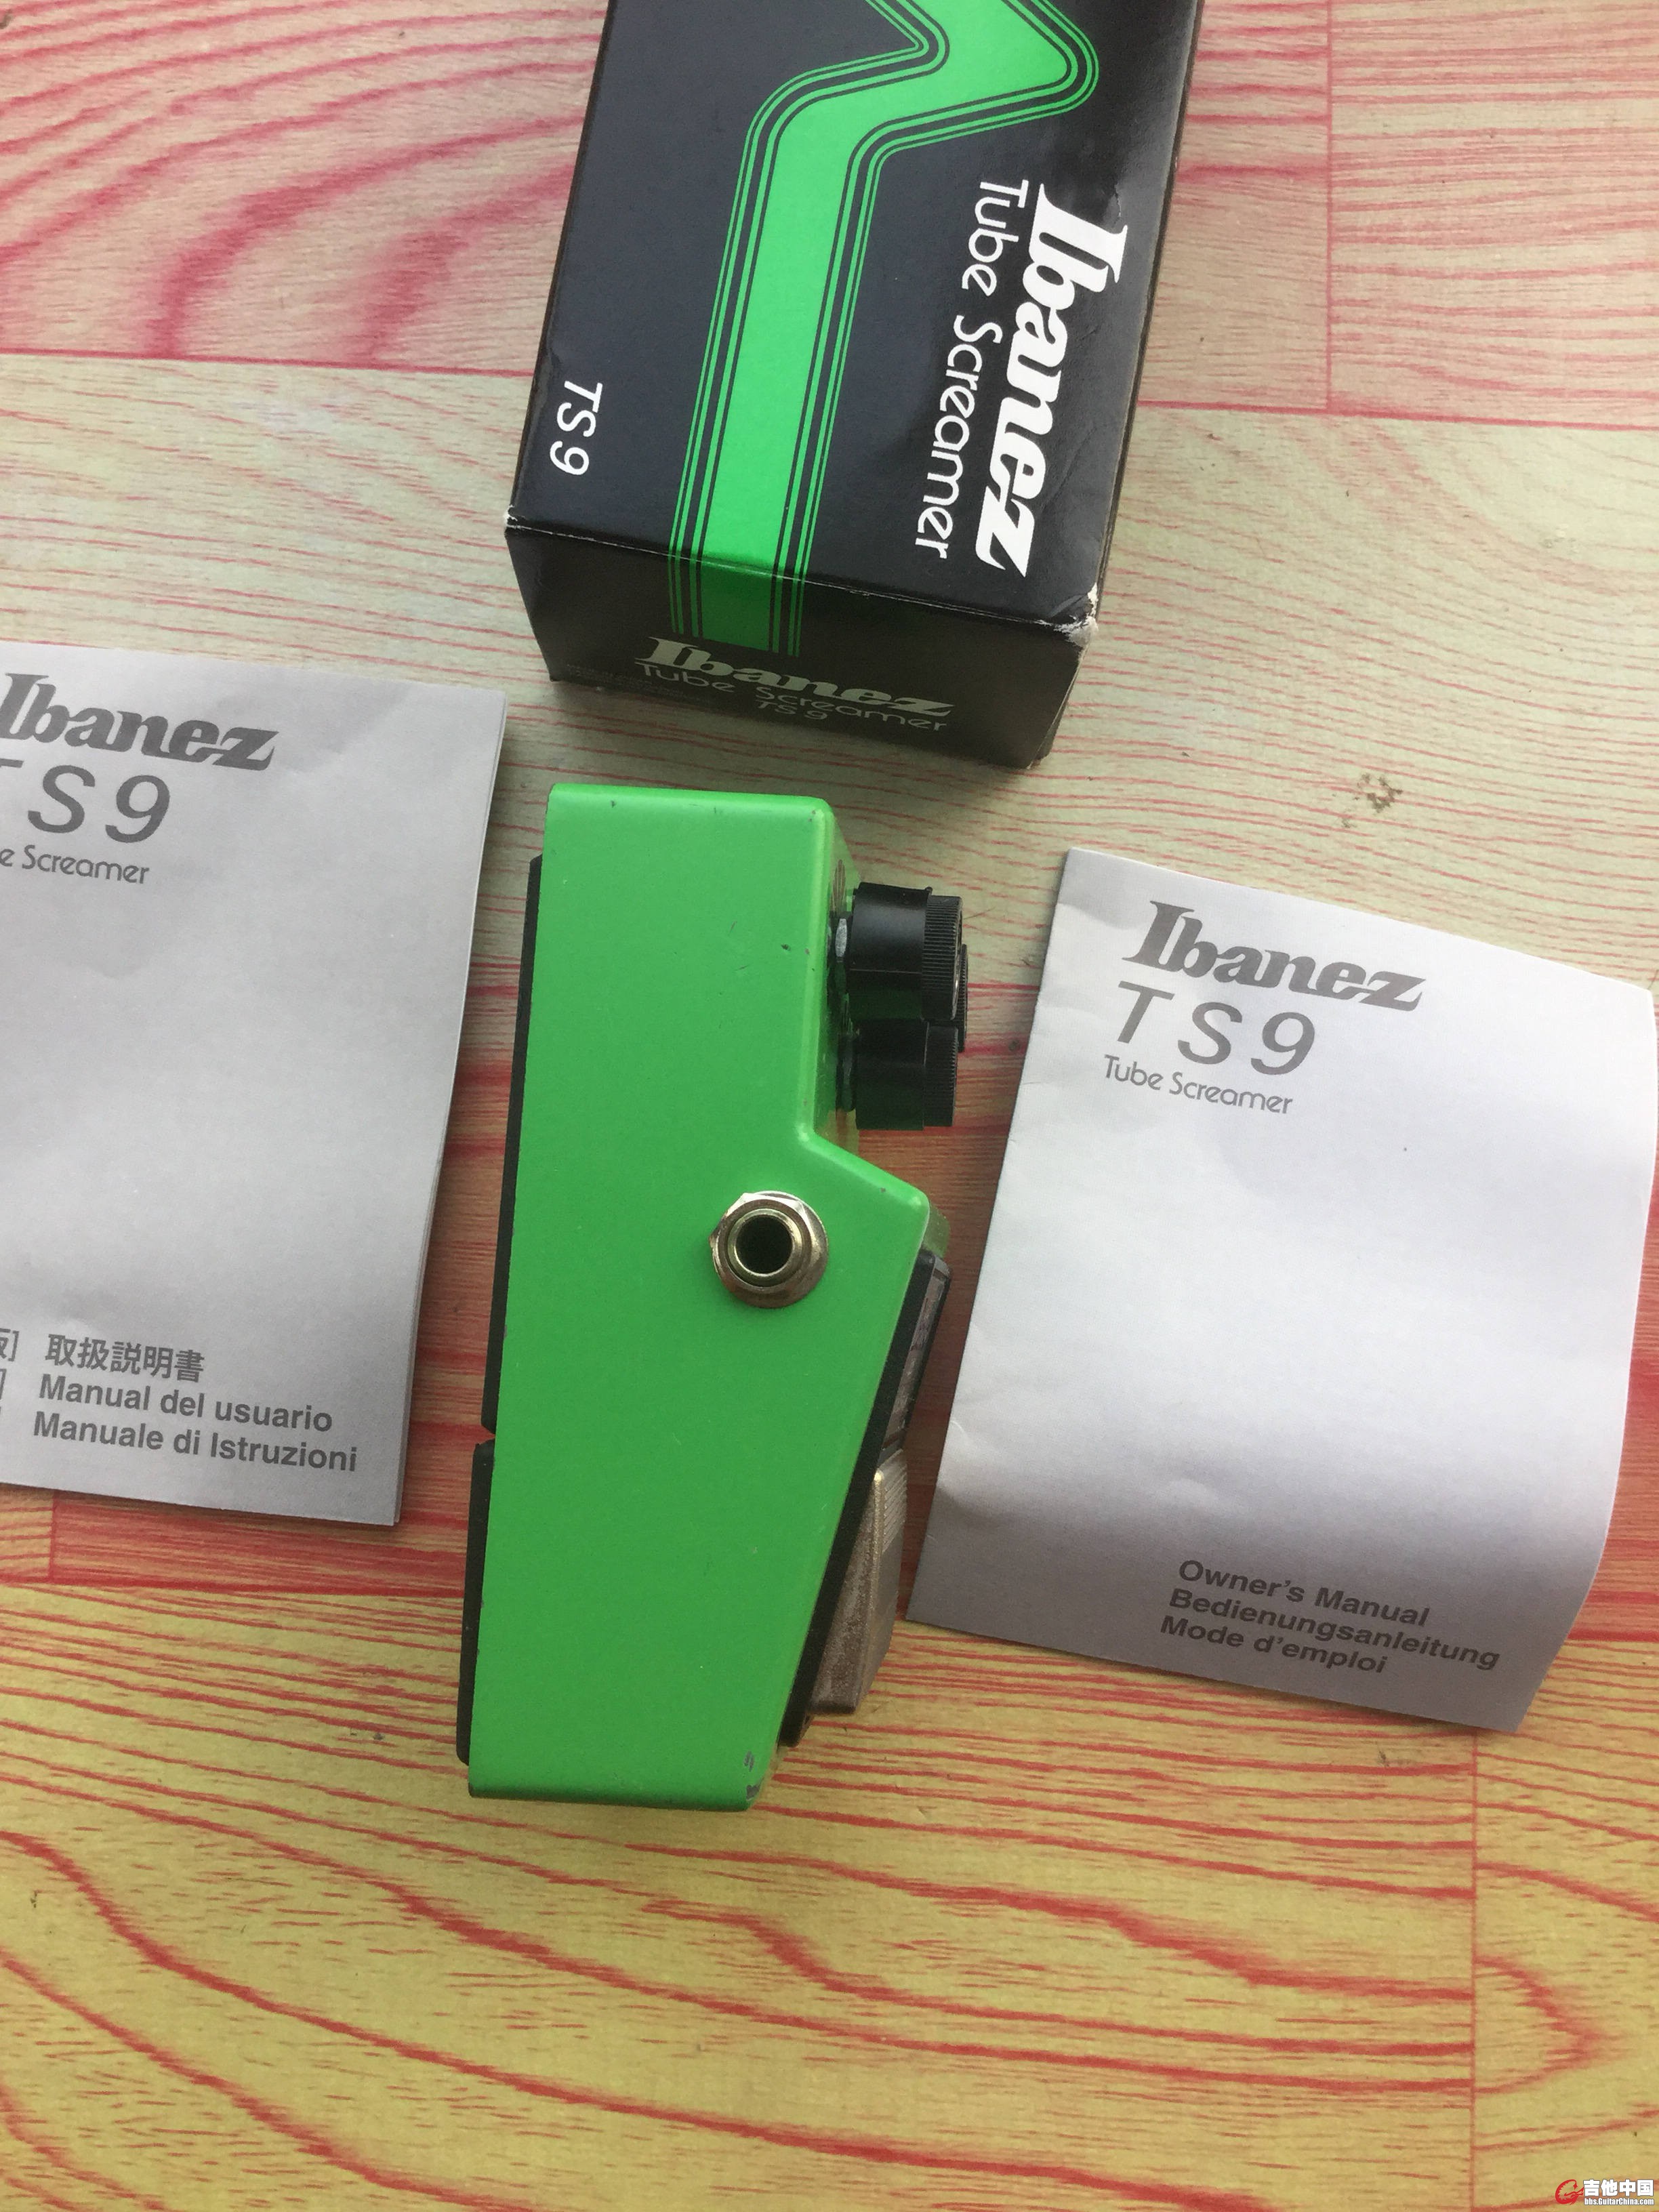 Ibanez
Tube Screamer
TS9
Ibanez
Tube Screamer
TS9
Ibanez
TS9
e Screamer
版] 取扱説明書
] Manual del usuario
Manuale di Istruzioni
Ibanez
TS9
Tube Screamer
Owner's Manual
Bedienungsanleitung
Mode d'emploi
吉他中国
bbs.GuitarChina.com